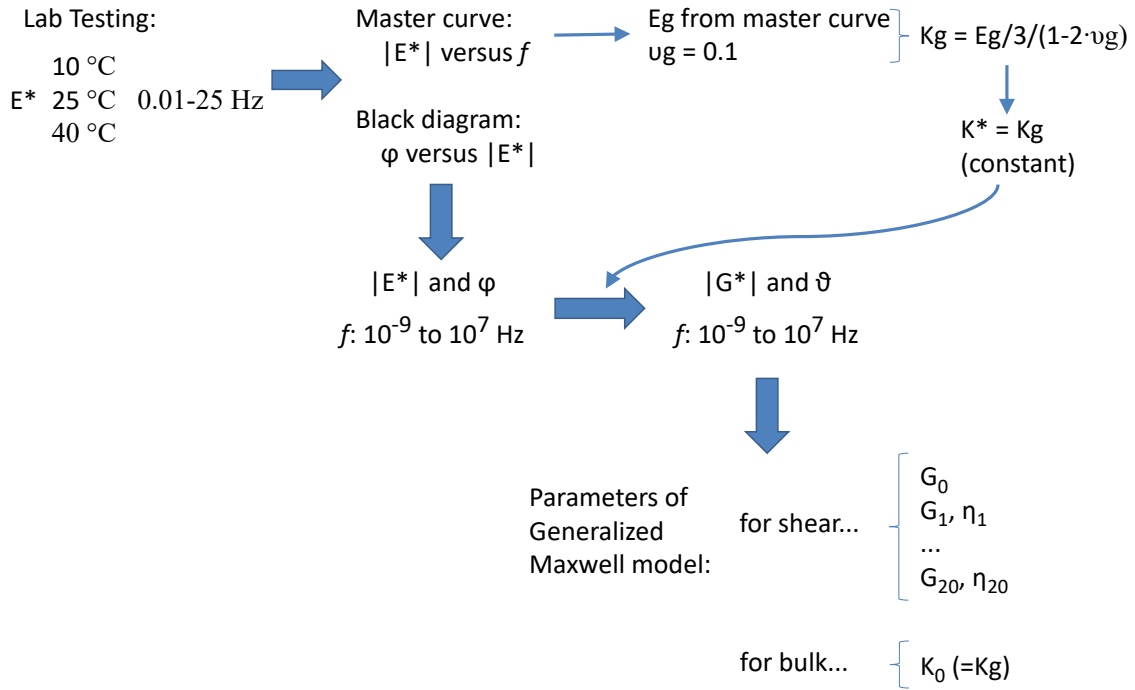 Lab Testing:
10 °C
E* 25 °C 0.01-25 Hz
40 °C
Master curve:
|E*| versus f
Black diagram:
φ versus |E*|
Eg from master curve
υg = 0.1
Kg = Eg/3/(1-2·υg)
K* = Kg
(constant)
|E*| and φ
f: 10⁻⁹ to 10⁷ Hz
|G*| and ϑ
f: 10⁻⁹ to 10⁷ Hz
Parameters of
Generalized
Maxwell model:
for shear...
G₀
G₁, η₁
...
G₂₀, η₂₀
for bulk...
K₀ (=Kg)